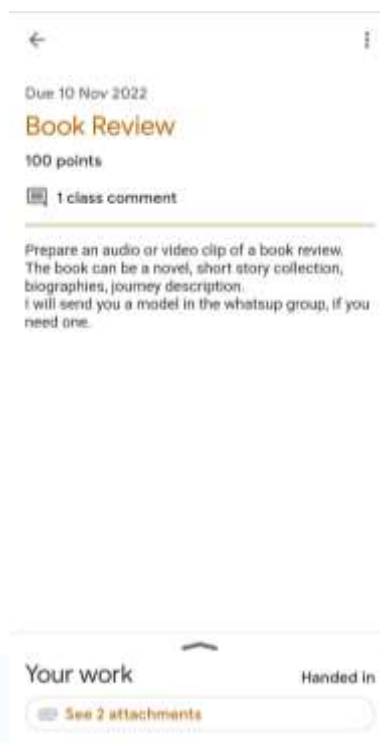 Due 10 Nov 2022
Book Review
100 points
1 class comment
Prepare an audio or video clip of a book review.
The book can be a novel, short story collection,
biographies, journey description.
I will send you a model in the whatsup group, if you
need one.
Your work
Handed in
See 2 attachments